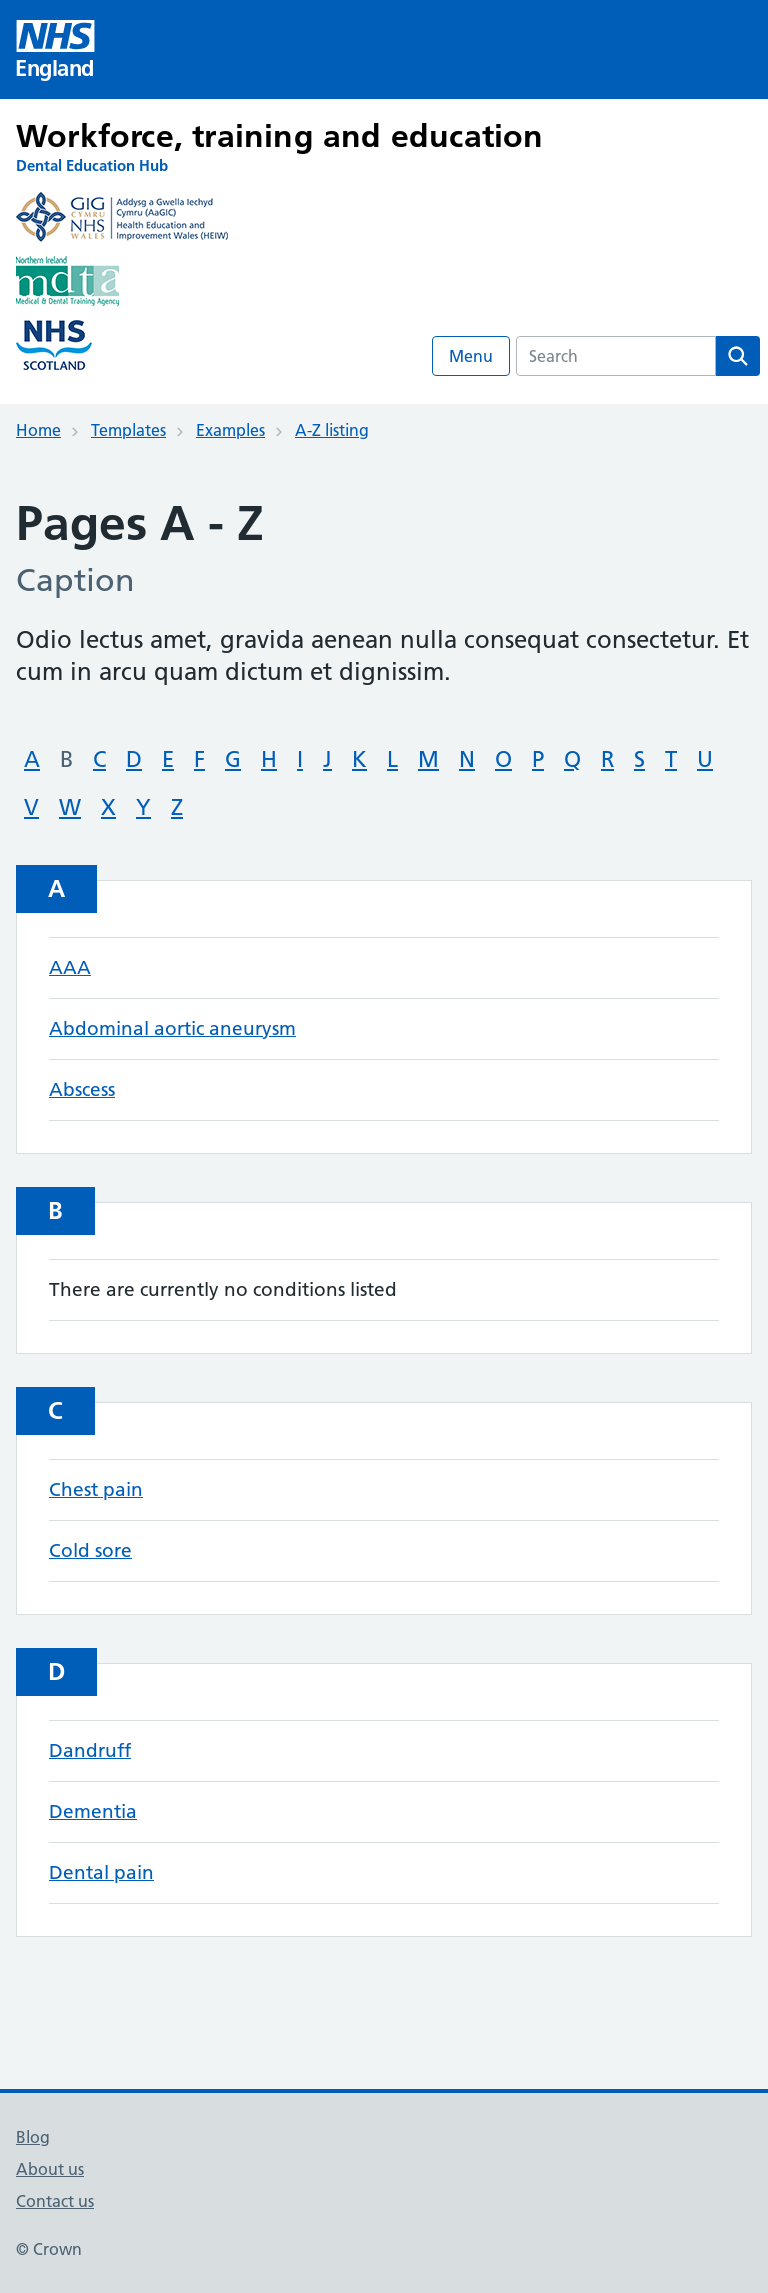 NHS
England
Workforce, training and education
Dental Education Hub
GIG
CYMRU
NHS
WALES
Addysg a Gwella Iechyd
Cymru (AaGIC)
Health Education and
Improvement Wales (HEIW)
Northern Ireland
mdta
Medical & Dental Training Agency
NHS
SCOTLAND
Menu
Search
Home Templates Examples A-Z listing
Pages A - Z
Caption
Odio lectus amet, gravida aenean nulla consequat consectetur. Et
cum in arcu quam dictum et dignissim.
A B C D E F G H I J K L M N O P Q R S T U
V W X Y Z
A
AAA
Abdominal aortic aneurysm
Abscess
B
There are currently no conditions listed
C
Chest pain
Cold sore
D
Dandruff
Dementia
Dental pain
Blog
About us
Contact us
© Crown